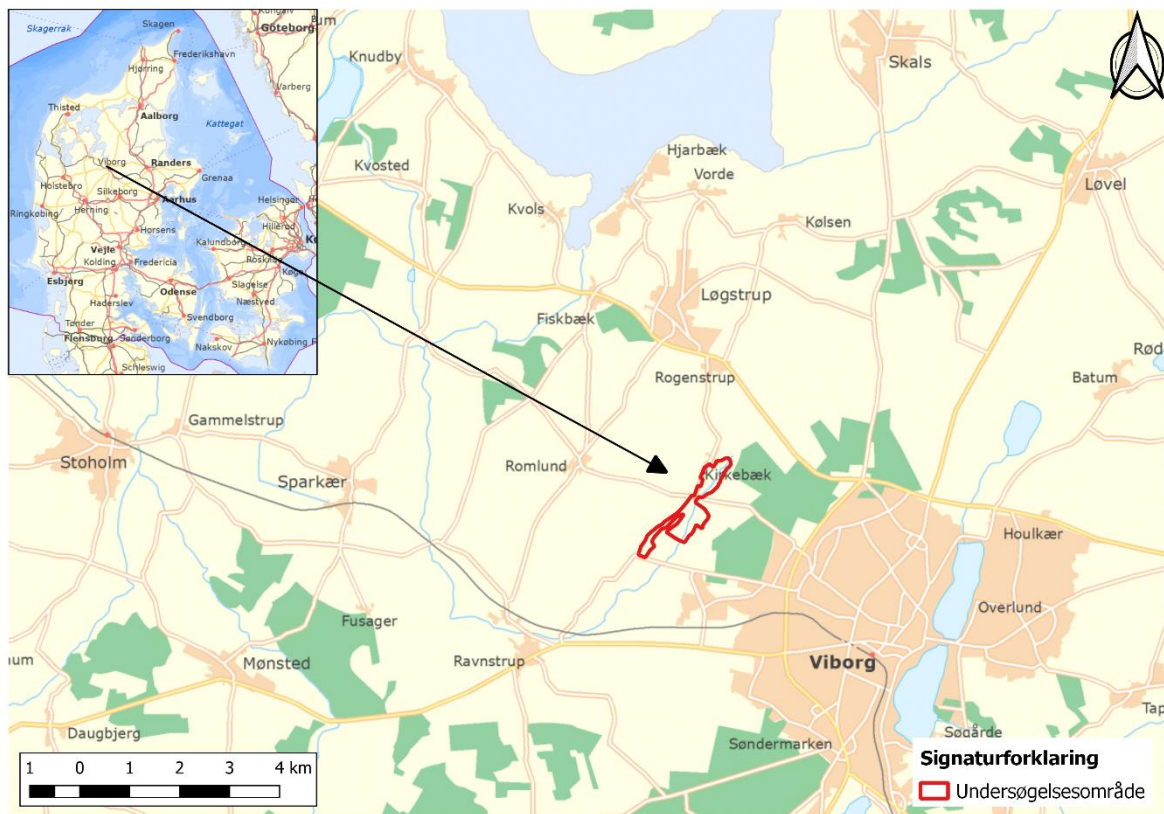 Skagen
Skagerrak
Göteborg
Frederikshavn
Hjørring
Varberg
Thisted
Aalborg
Kattegat
Viborg
Randers
Grenaa
Holstebro
Silkeborg
Aarhus
Herning
Ringkøbing
Horsens
Helsingør
Hillerød
Kalundborg
Vejle
Fredericia
Kolding
Roskilde
Køge
Esbjerg
Odense
Slagelse
Haderslev
Næstved
Svendborg
Tønder
Sønderborg
Flensburg
Nakskov
Nykøbing F
Schleswig
Knudby
Skals
Hjarbæk
Kvosted
Vorde
Løvel
Kvols
Kølsen
Løgstrup
Fiskbæk
Rogenstrup
Rød
Batum
Gammelstrup
Stoholm
Romlund
Kirkebæk
Sparkær
Houlkær
Overlund
Fusager
Mønsted
Ravnstrup
Viborg
Tap
Daugbjerg
Søndermarken
Søgårde
1 0 1 2 3 4 km
Signaturforklaring
Undersøgelsesområde